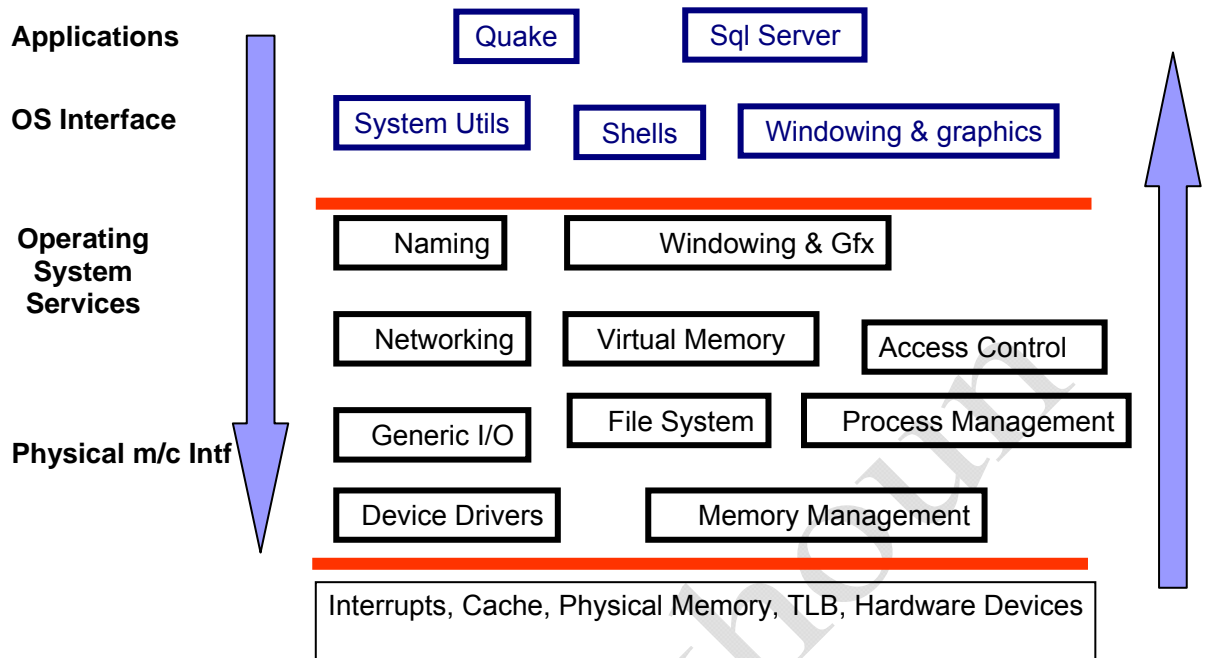 Applications
Quake
Sql Server
OS Interface
System Utils
Shells
Windowing & graphics
Operating
System
Services
Naming
Windowing & Gfx
Networking
Virtual Memory
Access Control
Physical m/c Intf
Generic I/O
File System
Process Management
Device Drivers
Memory Management
Interrupts, Cache, Physical Memory, TLB, Hardware Devices